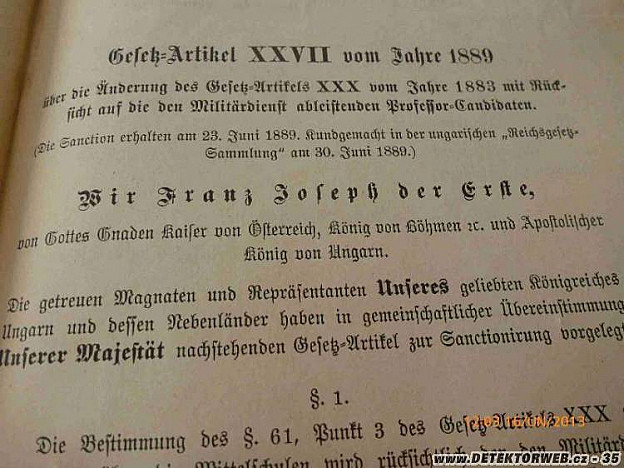 Gesetz-Artikel XXVII vom Jahre 1889
über die Änderung des Gesetz-Artikels XXX vom Jahre 1883 mit Rück-
sicht auf die den Militärdienst ableistenden Professor-Candidaten.
(Die Sanction erhalten am 23. Juni 1889. Kundgemacht in der ungarischen „Reichsgesetz-
Sammlung“ am 30. Juni 1889.)
Wir Franz Joseph der Erste,
von Gottes Gnaden Kaiser von Österreich, König von Böhmen ꝛc. und Apostolischer
König von Ungarn.
Die getreuen Magnaten und Repräsentanten Unseres geliebten Königreiches
Ungarn und dessen Nebenländer haben in gemeinschaftlicher Übereinstimmung
Unserer Majestät nachstehenden Gesetz-Artikel zur Sanctionirung vorgelegt
§. 1.
Die Bestimmung des §. 61, Punkt 3 des Gesetz-Artikels XXX
Mittelschulen wird rücksichtlich den Militär
WWW.DETEKTORWEB.cz - 35